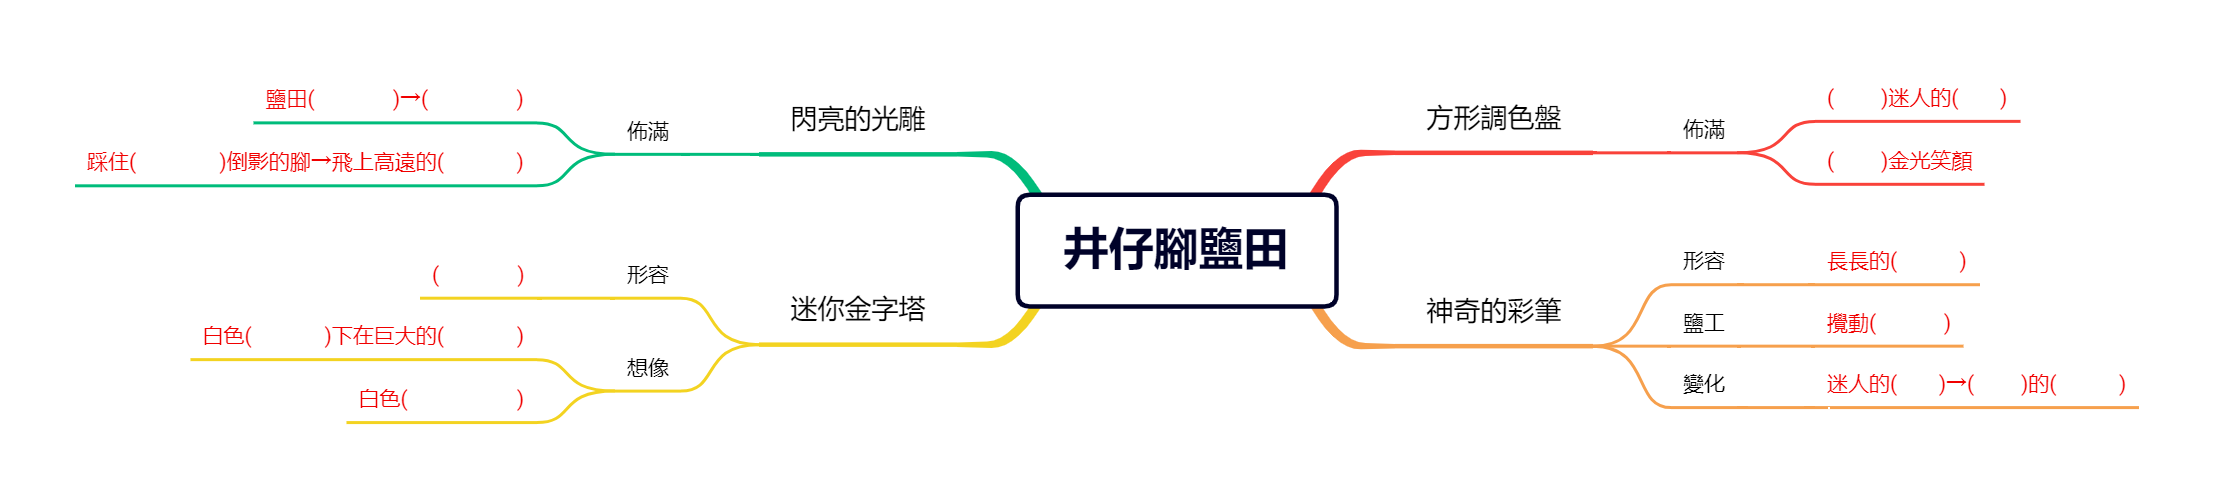 井仔腳鹽田
方形調色盤
佈滿
(　　)迷人的(　　)
(　　)金光笑顏
神奇的彩筆
形容
長長的(　　　)
鹽工
攪動(　　　)
變化
迷人的(　　)→(　　)的(　　　)
閃亮的光雕
佈滿
鹽田(　　　　)→(　　　　)
踩住(　　　　)倒影的腳→飛上高遠的(　　　)
迷你金字塔
形容
(　　　　)
想像
白色(　　　)下在巨大的(　　　)
白色(　　　　　)